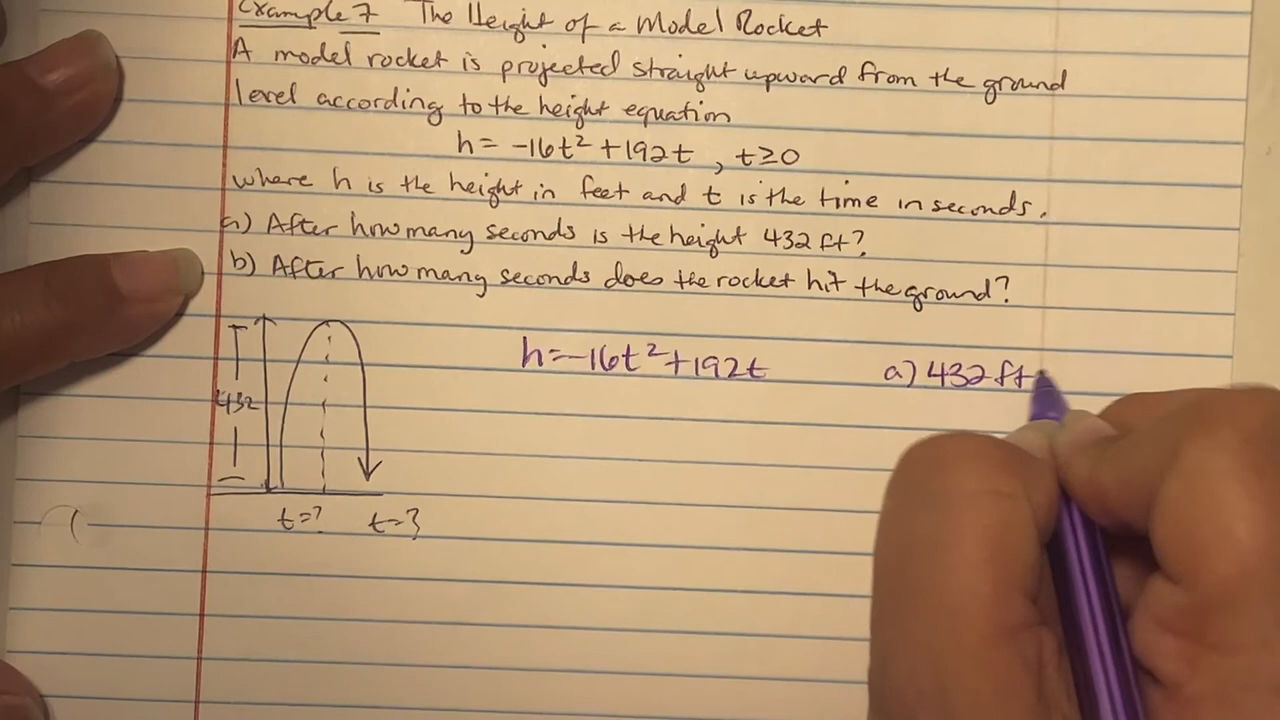 Example 7 The Height of a Model Rocket
A model rocket is projected straight upward from the ground
level according to the height equation
h = -16t² + 192t , t≥0
where h is the height in feet and t is the time in seconds.
a) After how many seconds is the height 432 ft?
b) After how many seconds does the rocket hit the ground?
h=-16t²+192t a) 432 ft
432
t=? t=?